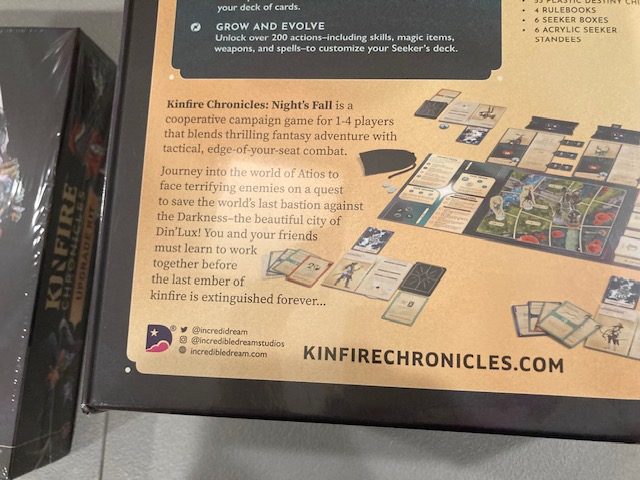 your deck of cards.
GROW AND EVOLVE
Unlock over 200 actions–including skills, magic items,
weapons, and spells–to customize your Seeker's deck.
• 4 RULEBOOKS
• 6 SEEKER BOXES
• 6 ACRYLIC SEEKER
STANDEES
Kinfire Chronicles: Night's Fall is a
cooperative campaign game for 1-4 players
that blends thrilling fantasy adventure with
tactical, edge-of-your-seat combat.
Journey into the world of Atios to
face terrifying enemies on a quest
to save the world's last bastion against
the Darkness–the beautiful city of
Din'Lux! You and your friends
must learn to work
together before
the last ember of
kinfire is extinguished forever...
® @incredidream
@incredibledreamstudios
incredibledream.com
KINFIRECHRONICLES.COM
KINFIRE
CHRONICLES
UPGRADE KIT